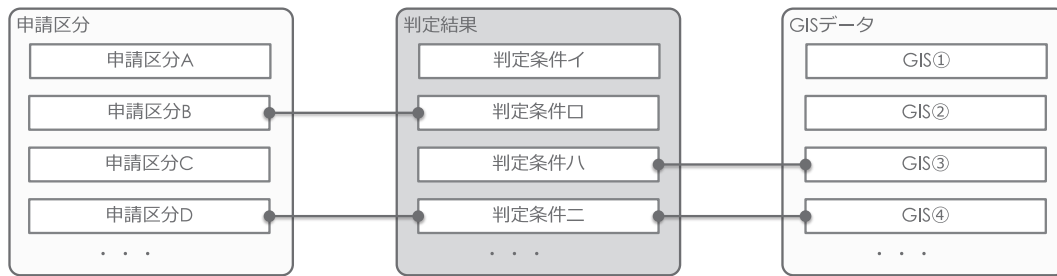 申請区分
申請区分A
申請区分B
申請区分C
申請区分D
・・・
判定結果
判定条件イ
判定条件ロ
判定条件ハ
判定条件ニ
・・・
GISデータ
GIS①
GIS②
GIS③
GIS④
・・・